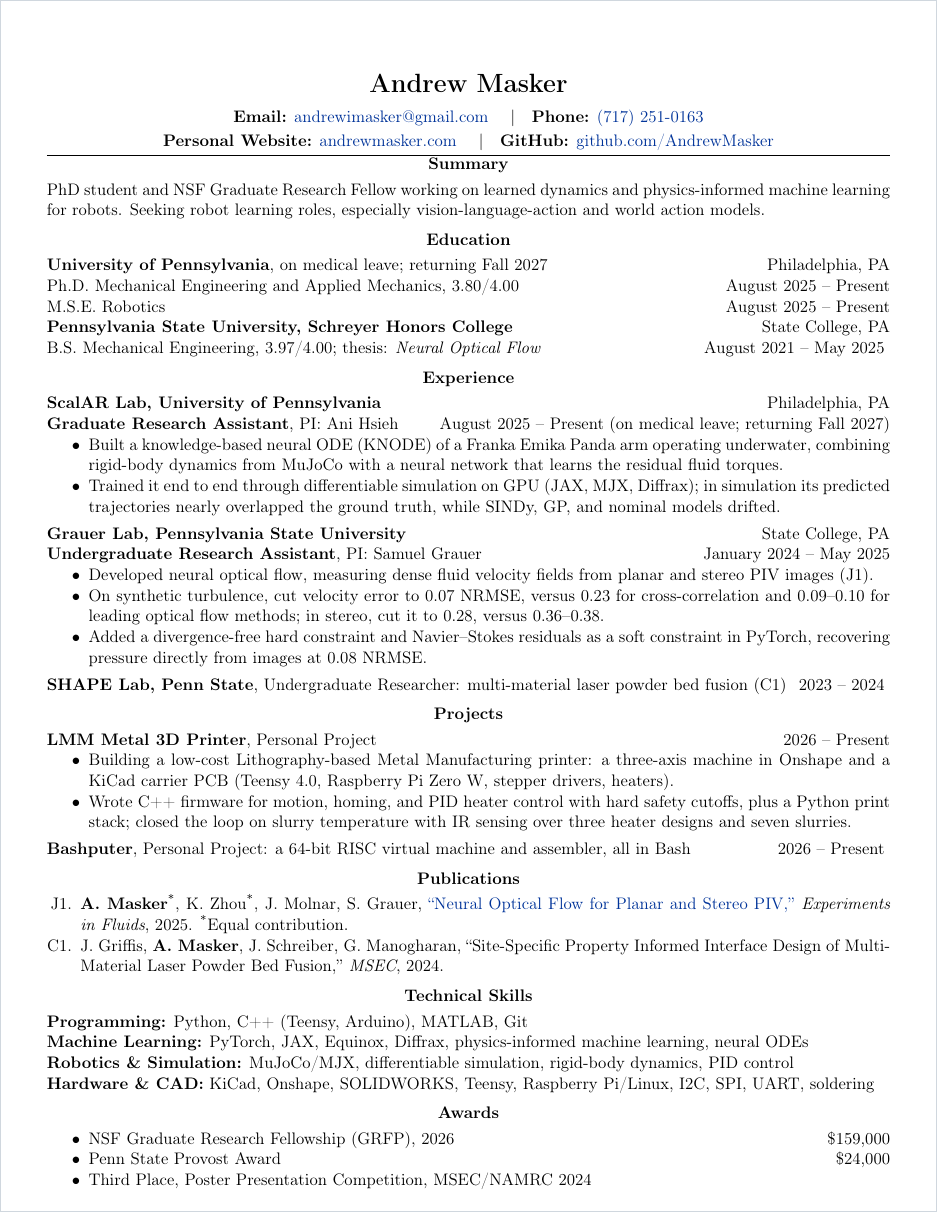 Andrew Masker
Email: andrewimasker@gmail.com | Phone: (717) 251-0163
Personal Website: andrewmasker.com | GitHub: github.com/AndrewMasker
Summary
PhD student and NSF Graduate Research Fellow working on learned dynamics and physics-informed machine learning
for robots. Seeking robot learning roles, especially vision-language-action and world action models.
Education
University of Pennsylvania, on medical leave; returning Fall 2027 Philadelphia, PA
Ph.D. Mechanical Engineering and Applied Mechanics, 3.80/4.00 August 2025 – Present
M.S.E. Robotics August 2025 – Present
Pennsylvania State University, Schreyer Honors College State College, PA
B.S. Mechanical Engineering, 3.97/4.00; thesis: Neural Optical Flow August 2021 – May 2025
Experience
ScalAR Lab, University of Pennsylvania Philadelphia, PA
Graduate Research Assistant, PI: Ani Hsieh August 2025 – Present (on medical leave; returning Fall 2027)
• Built a knowledge-based neural ODE (KNODE) of a Franka Emika Panda arm operating underwater, combining
rigid-body dynamics from MuJoCo with a neural network that learns the residual fluid torques.
• Trained it end to end through differentiable simulation on GPU (JAX, MJX, Diffrax); in simulation its predicted
trajectories nearly overlapped the ground truth, while SINDy, GP, and nominal models drifted.
Grauer Lab, Pennsylvania State University State College, PA
Undergraduate Research Assistant, PI: Samuel Grauer January 2024 – May 2025
• Developed neural optical flow, measuring dense fluid velocity fields from planar and stereo PIV images (J1).
• On synthetic turbulence, cut velocity error to 0.07 NRMSE, versus 0.23 for cross-correlation and 0.09–0.10 for
leading optical flow methods; in stereo, cut it to 0.28, versus 0.36–0.38.
• Added a divergence-free hard constraint and Navier–Stokes residuals as a soft constraint in PyTorch, recovering
pressure directly from images at 0.08 NRMSE.
SHAPE Lab, Penn State, Undergraduate Researcher: multi-material laser powder bed fusion (C1) 2023 – 2024
Projects
LMM Metal 3D Printer, Personal Project 2026 – Present
• Building a low-cost Lithography-based Metal Manufacturing printer: a three-axis machine in Onshape and a
KiCad carrier PCB (Teensy 4.0, Raspberry Pi Zero W, stepper drivers, heaters).
• Wrote C++ firmware for motion, homing, and PID heater control with hard safety cutoffs, plus a Python print
stack; closed the loop on slurry temperature with IR sensing over three heater designs and seven slurries.
Bashputer, Personal Project: a 64-bit RISC virtual machine and assembler, all in Bash 2026 – Present
Publications
J1. A. Masker*, K. Zhou*, J. Molnar, S. Grauer, “Neural Optical Flow for Planar and Stereo PIV,” Experiments
in Fluids, 2025. *Equal contribution.
C1. J. Griffis, A. Masker, J. Schreiber, G. Manogharan, “Site-Specific Property Informed Interface Design of Multi-
Material Laser Powder Bed Fusion,” MSEC, 2024.
Technical Skills
Programming: Python, C++ (Teensy, Arduino), MATLAB, Git
Machine Learning: PyTorch, JAX, Equinox, Diffrax, physics-informed machine learning, neural ODEs
Robotics & Simulation: MuJoCo/MJX, differentiable simulation, rigid-body dynamics, PID control
Hardware & CAD: KiCad, Onshape, SOLIDWORKS, Teensy, Raspberry Pi/Linux, I2C, SPI, UART, soldering
Awards
• NSF Graduate Research Fellowship (GRFP), 2026 $159,000
• Penn State Provost Award $24,000
• Third Place, Poster Presentation Competition, MSEC/NAMRC 2024